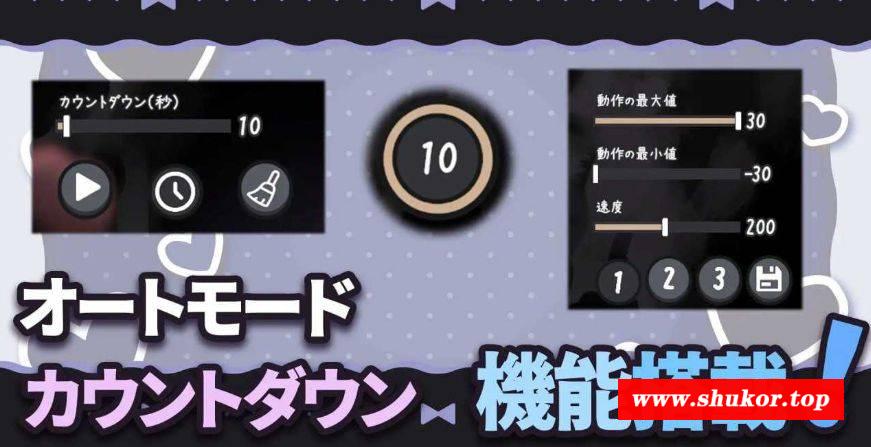 カウントダウン(秒)
10
10
動作の最大値
30
動作の最小値
-30
速度
200
1
2
3
オートモード
カウントダウン
機能搭載!
www.shukor.top